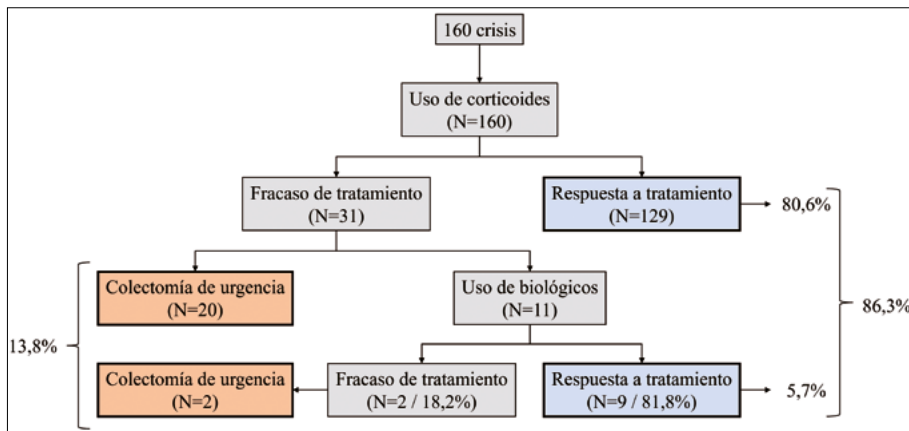 160 crisis
Uso de corticoides
(N=160)
Fracaso de tratamiento
(N=31)
Respuesta a tratamiento
(N=129)
80,6%
Colectomía de urgencia
(N=20)
Uso de biológicos
(N=11)
86,3%
13,8%
Colectomía de urgencia
(N=2)
Fracaso de tratamiento
(N=2 / 18,2%)
Respuesta a tratamiento
(N=9 / 81,8%)
5,7%